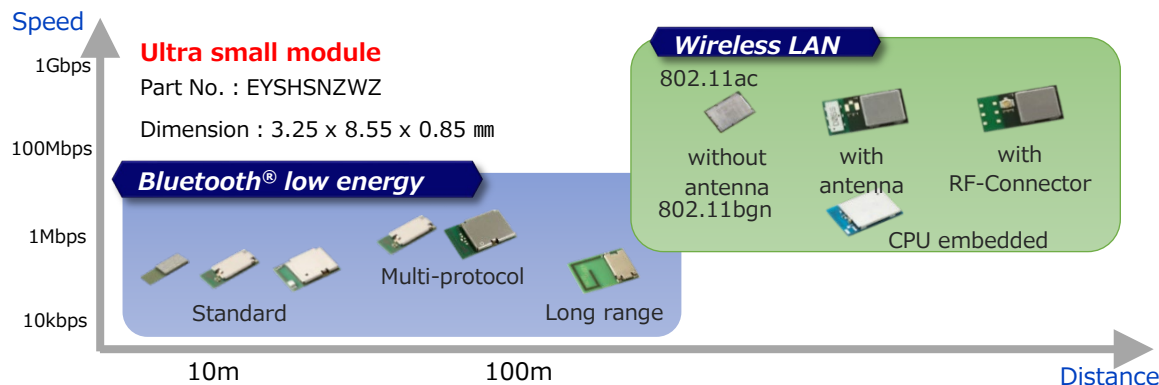 Speed
1Gbps
100Mbps
1Mbps
10kbps
Ultra small module
Part No. : EYSHSNZWZ
Dimension : 3.25 x 8.55 x 0.85 ㎜
Bluetooth® low energy
Standard
Multi-protocol
Long range
Wireless LAN
802.11ac
without
antenna
with
antenna
with
RF-Connector
802.11bgn
CPU embedded
10m
100m
Distance